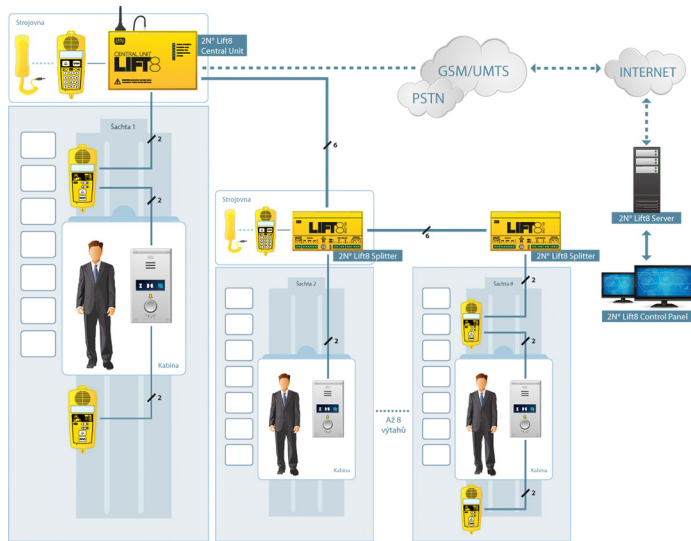 Strojovna
2N® Lift8
Central Unit
CENTRAL UNIT
LIFT8
GSM/UMTS
PSTN
INTERNET
Šachta 1
2
6
2
Strojovna
LIFT8
6
LIFT8
2N® Lift8 Server
2N® Lift8 Splitter
2N® Lift8 Splitter
Šachta 2
2
Šachta #
2
2N® Lift8 Control Panel
Kabina
2
2
Až 8
výtahů
Kabina
Kabina
2